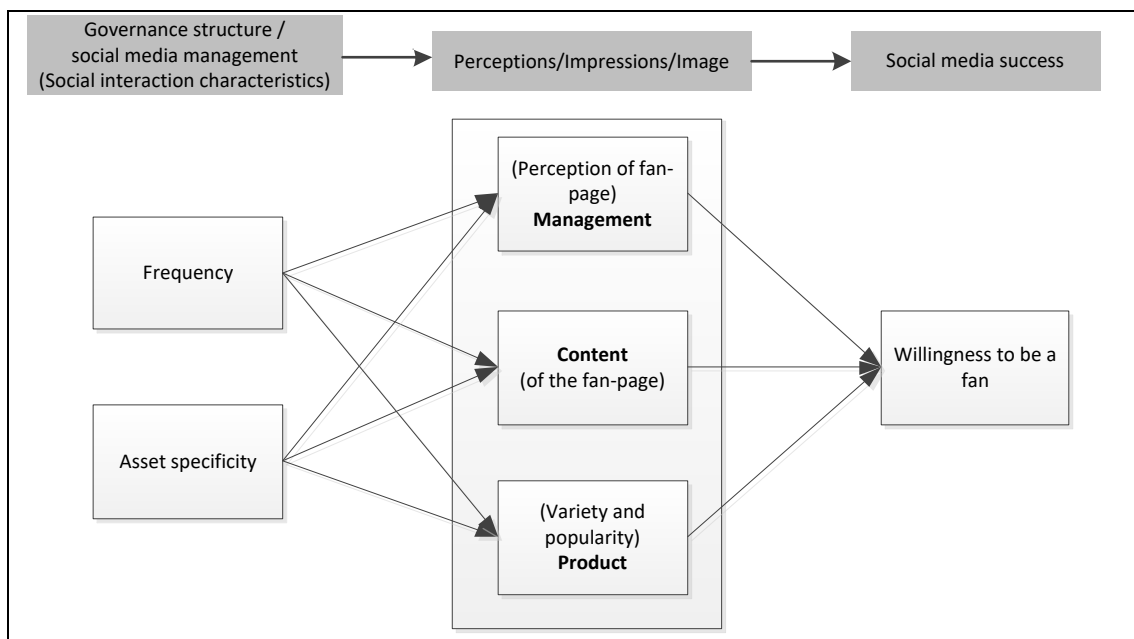 Governance structure /
social media management
(Social interaction characteristics)
Perceptions/Impressions/Image
Social media success
(Perception of fan-
page)
Management
Frequency
Content
(of the fan-page)
Willingness to be a
fan
Asset specificity
(Variety and
popularity)
Product